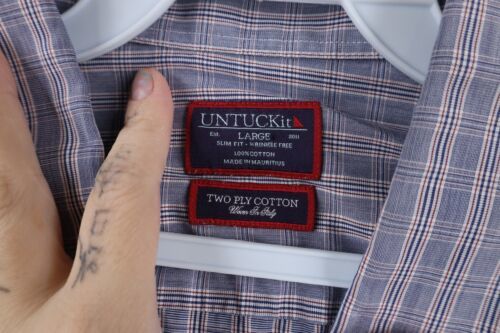 UNTUCKit
Est. LARGE 2011
SLIM FIT - WRINKLE FREE
100% COTTON
MADE IN MAURITIUS
TWO PLY COTTON
Woven In Italy